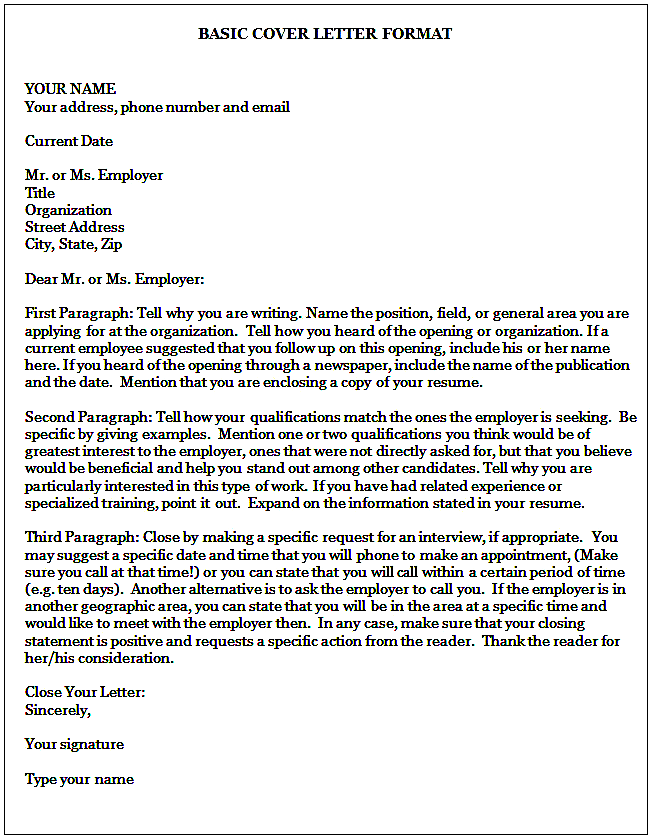 BASIC COVER LETTER FORMAT
YOUR NAME
Your address, phone number and email
Current Date
Mr. or Ms. Employer
Title
Organization
Street Address
City, State, Zip
Dear Mr. or Ms. Employer:
First Paragraph: Tell why you are writing. Name the position, field, or general area you are
applying for at the organization. Tell how you heard of the opening or organization. If a
current employee suggested that you follow up on this opening, include his or her name
here. If you heard of the opening through a newspaper, include the name of the publication
and the date. Mention that you are enclosing a copy of your resume.
Second Paragraph: Tell how your qualifications match the ones the employer is seeking. Be
specific by giving examples. Mention one or two qualifications you think would be of
greatest interest to the employer, ones that were not directly asked for, but that you believe
would be beneficial and help you stand out among other candidates. Tell why you are
particularly interested in this type of work. If you have had related experience or
specialized training, point it out. Expand on the information stated in your resume.
Third Paragraph: Close by making a specific request for an interview, if appropriate. You
may suggest a specific date and time that you will phone to make an appointment, (Make
sure you call at that time!) or you can state that you will call within a certain period of time
(e.g. ten days). Another alternative is to ask the employer to call you. If the employer is in
another geographic area, you can state that you will be in the area at a specific time and
would like to meet with the employer then. In any case, make sure that your closing
statement is positive and requests a specific action from the reader. Thank the reader for
her/his consideration.
Close Your Letter:
Sincerely,
Your signature
Type your name